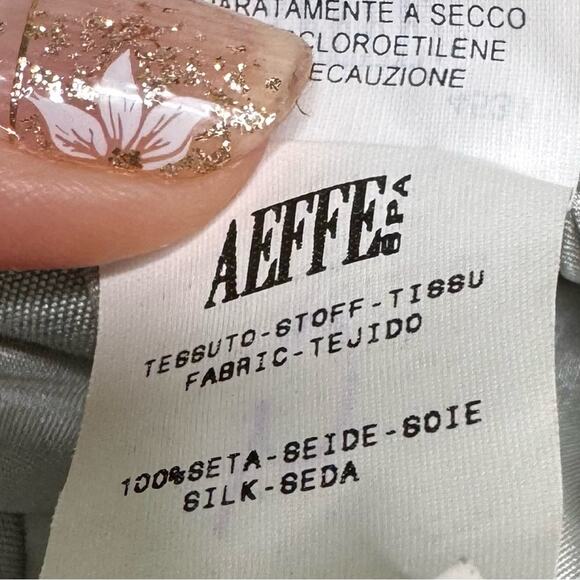 ARATAMENTE A SECCO
CLOROETILENE
ECAUZIONE
AEFFE SPA
TESSUTO-STOFF-TISSU
FABRIC-TEJIDO
100%SETA-SEIDE-SOIE
SILK-SEDA